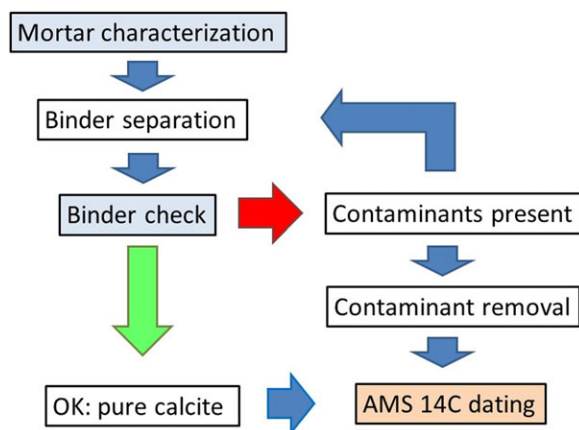 Mortar characterization
Binder separation
Binder check
Contaminants present
Contaminant removal
OK: pure calcite
AMS 14C dating